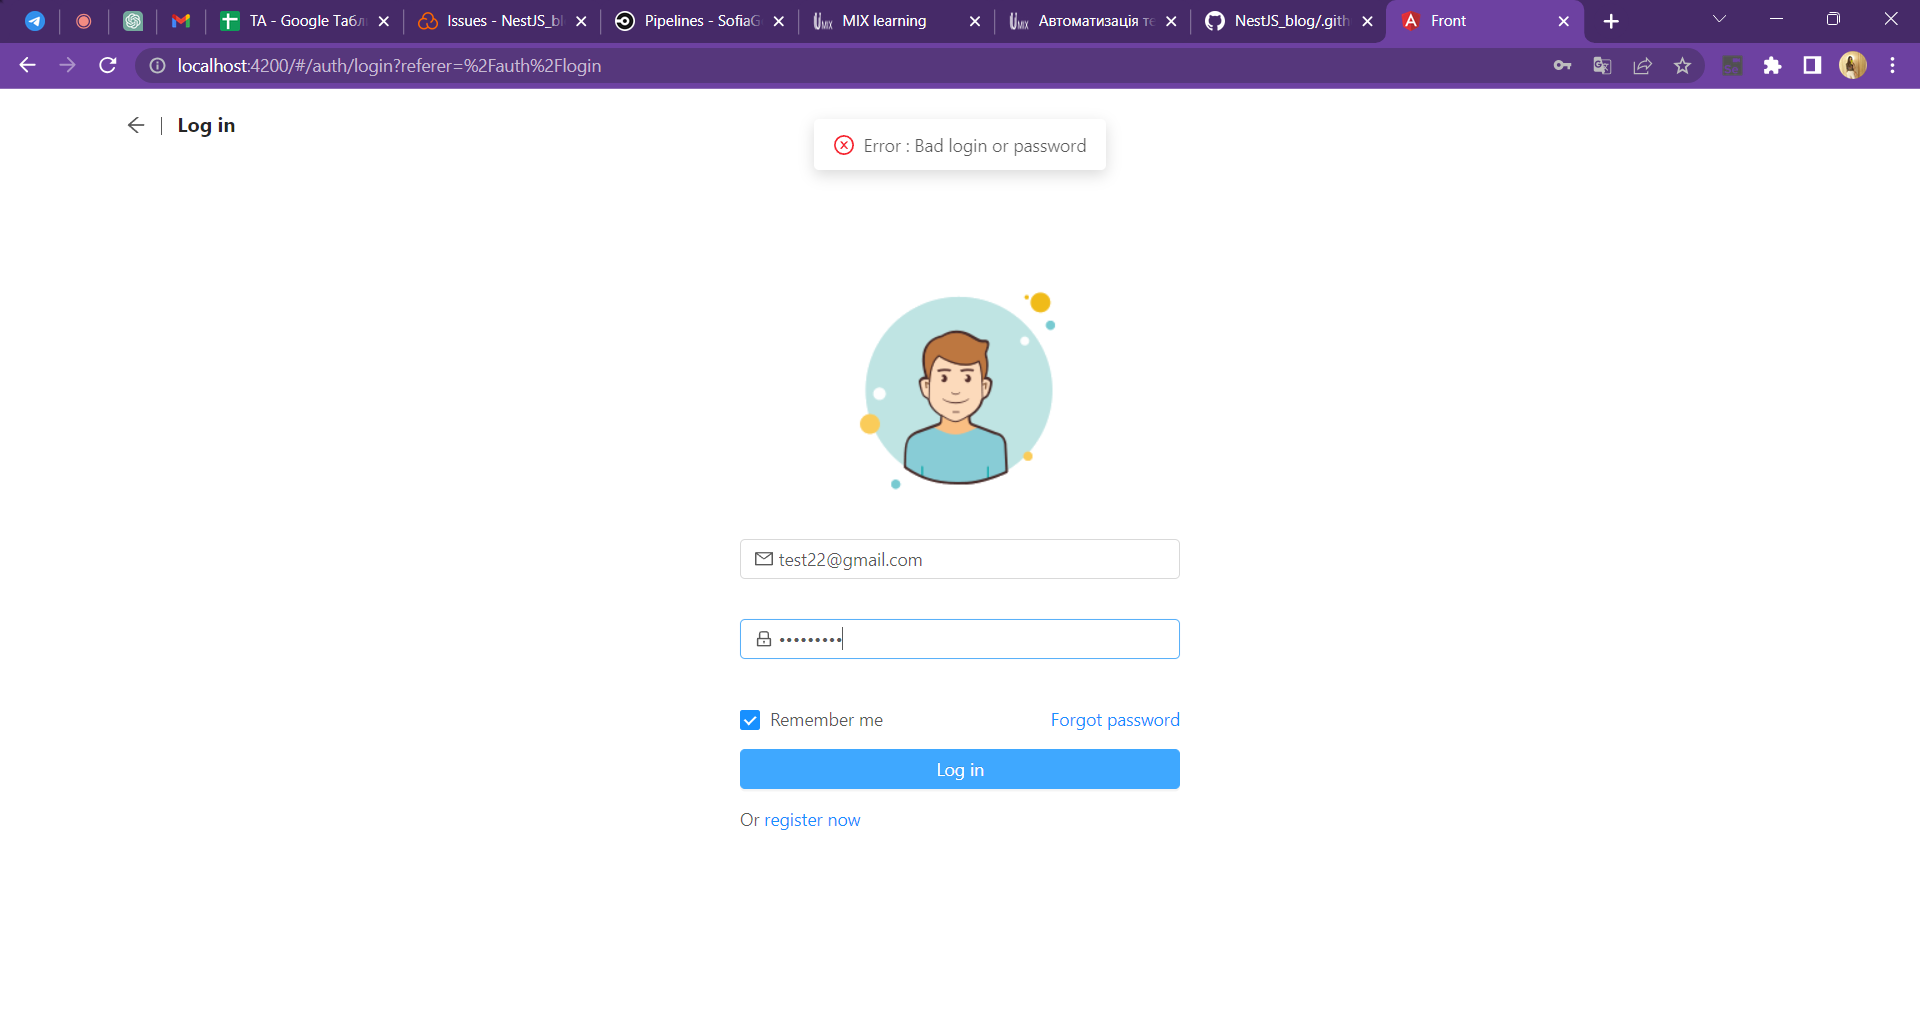 TA - Google Табл
Issues - NestJS_bl
Pipelines - SofiaG
MIX learning
Автоматизація те
NestJS_blog/.gith
Front
localhost:4200/#/auth/login?referer=%2Fauth%2Flogin
Log in
Error : Bad login or password
test22@gmail.com
•••••••••
Remember me
Forgot password
Log in
Or register now